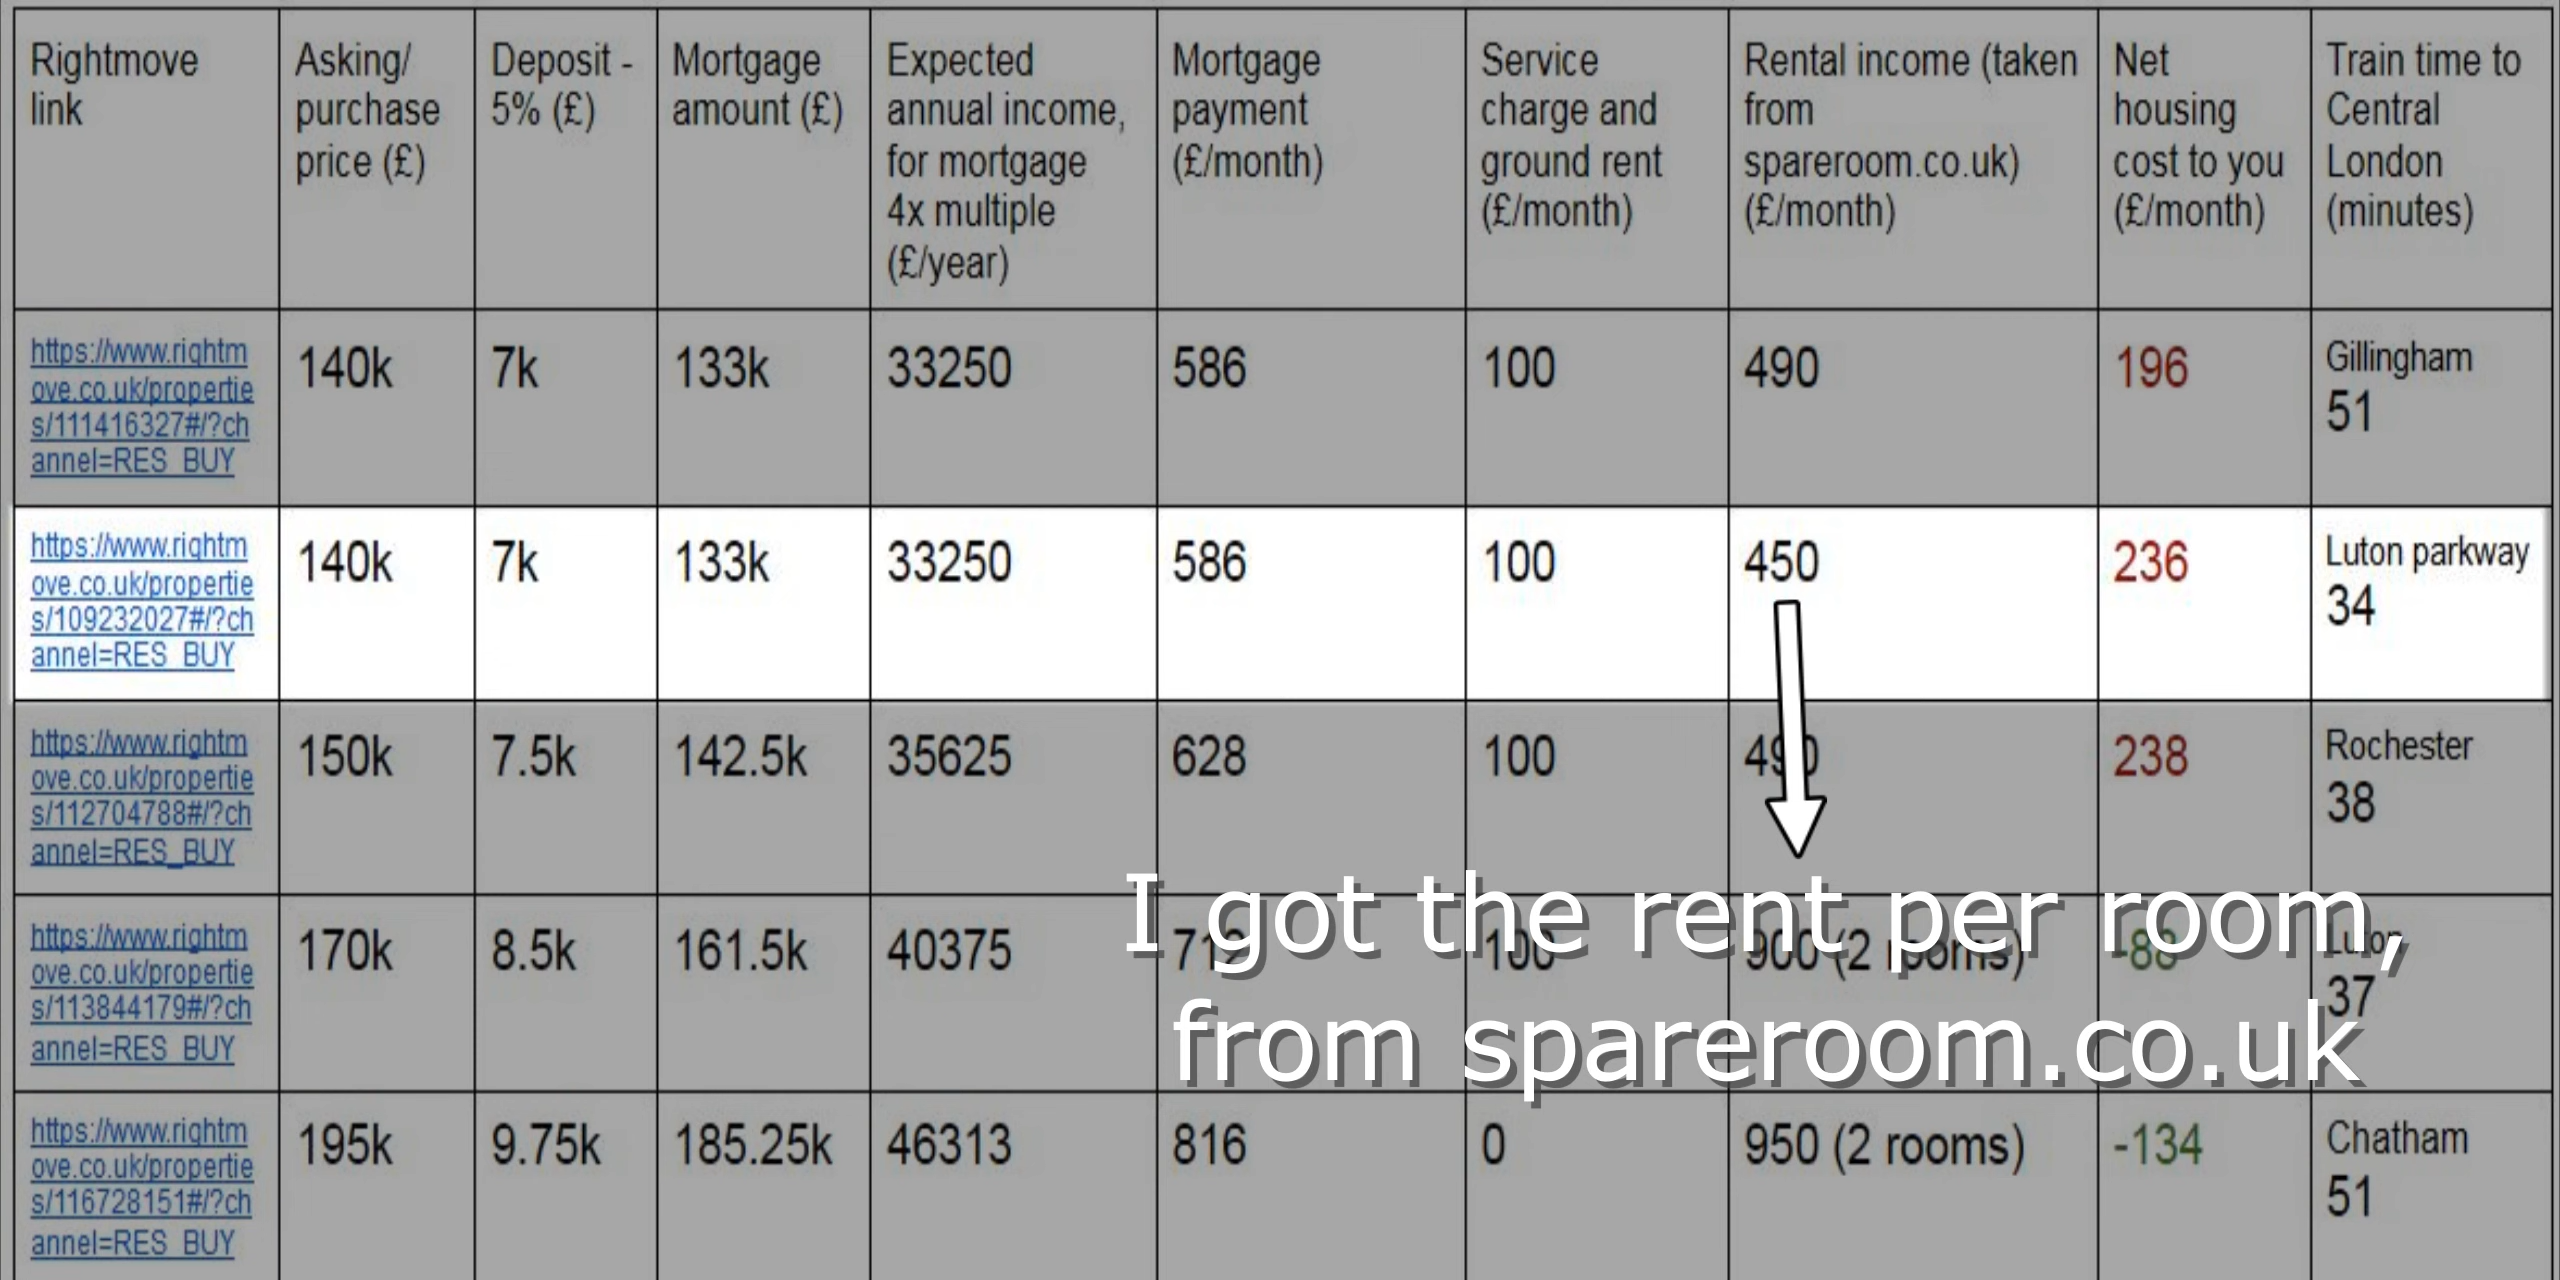 Rightmove link
Asking/ purchase price (£)
Deposit - 5% (£)
Mortgage amount (£)
Expected annual income, for mortgage 4x multiple (£/year)
Mortgage payment (£/month)
Service charge and ground rent (£/month)
Rental income (taken from spareroom.co.uk) (£/month)
Net housing cost to you (£/month)
Train time to Central London (minutes)
https://www.rightmove.co.uk/properties/111416327#/?channel=RES_BUY
140k
7k
133k
33250
586
100
490
196
Gillingham
51
https://www.rightmove.co.uk/properties/109232027#/?channel=RES_BUY
140k
7k
133k
33250
586
100
450
236
Luton parkway
34
https://www.rightmove.co.uk/properties/112704788#/?channel=RES_BUY
150k
7.5k
142.5k
35625
628
100
490
238
Rochester
38
https://www.rightmove.co.uk/properties/113844179#/?channel=RES_BUY
170k
8.5k
161.5k
40375
712
100
900 (2 rooms)
-88
Luton
37
https://www.rightmove.co.uk/properties/116728151#/?channel=RES_BUY
195k
9.75k
185.25k
46313
816
0
950 (2 rooms)
-134
Chatham
51
I got the rent per room,
from spareroom.co.uk